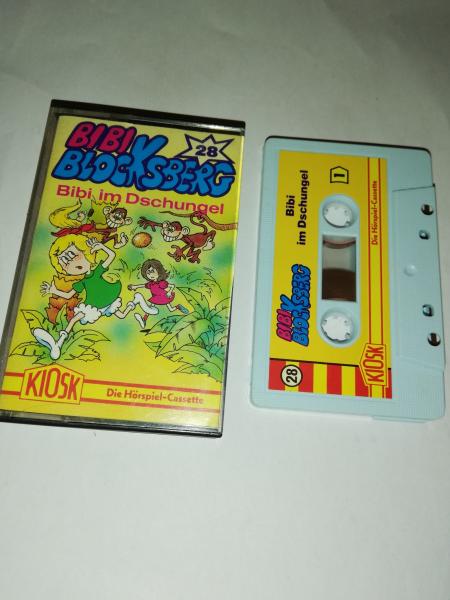 BIBI
BLOCKSBERG
28
Bibi im Dschungel
KIOSK
Die Hörspiel-Cassette
1
Bibi
im Dschungel
Die Hörspiel-Cassette
BIBI
BLOCKSBERG
28
KIOSK